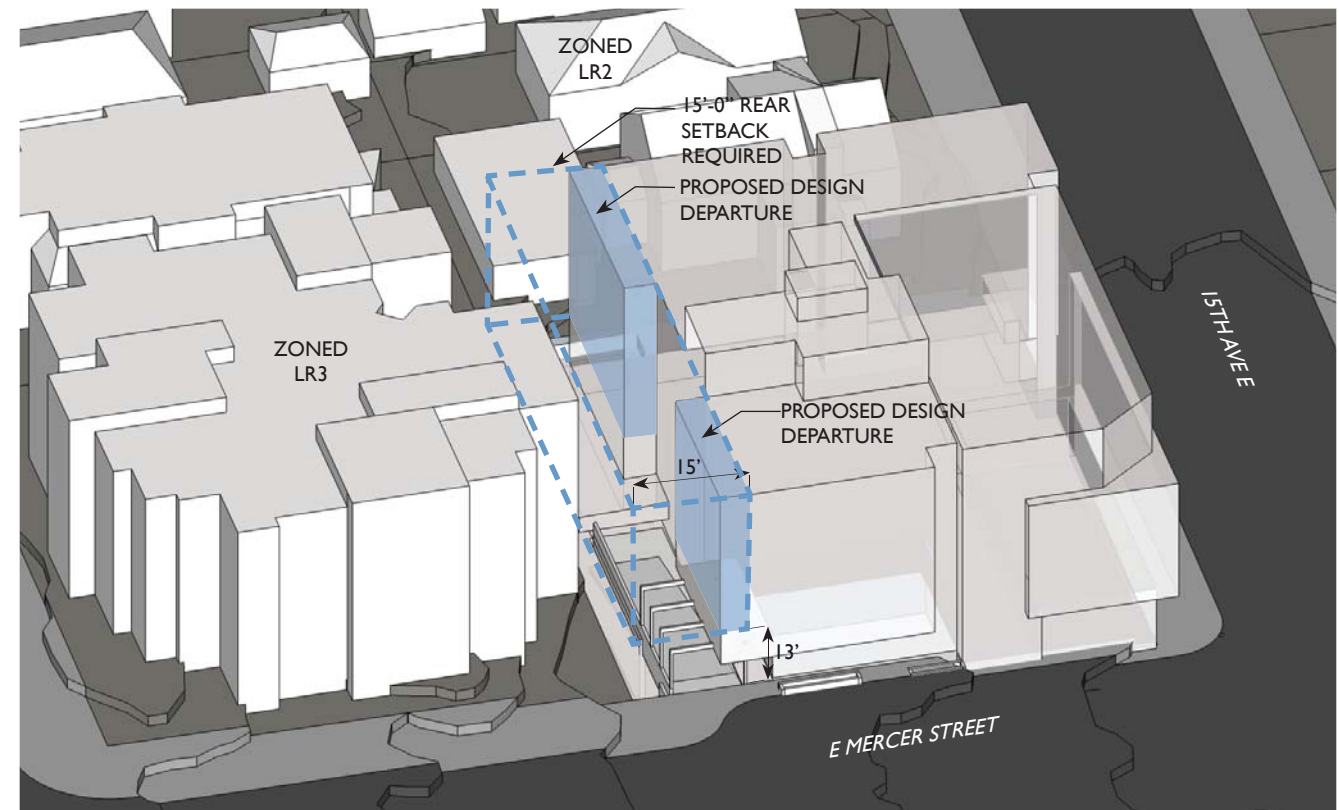 ZONED
LR2
15'-0" REAR
SETBACK
REQUIRED
PROPOSED DESIGN
DEPARTURE
15TH AVE E
ZONED
LR3
PROPOSED DESIGN
DEPARTURE
15'
13'
E MERCER STREET